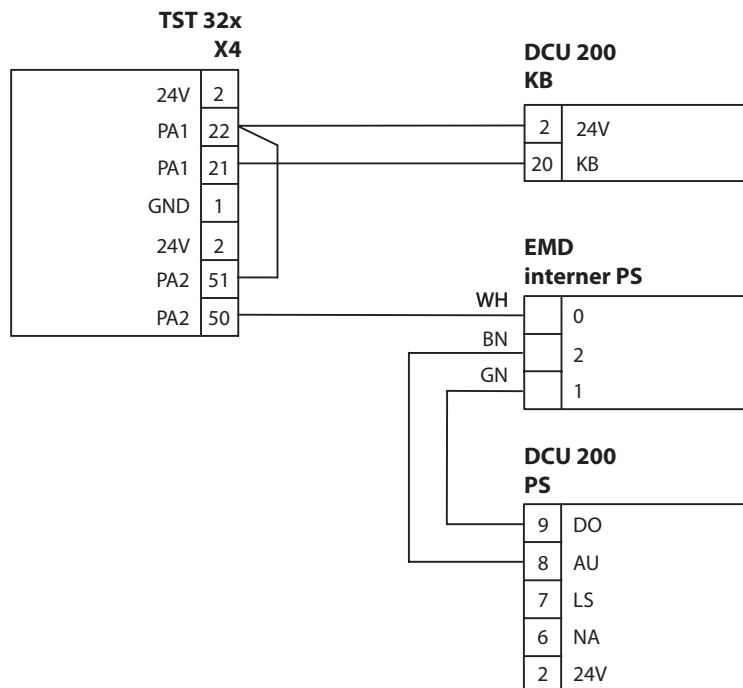 TST 32x
X4
24V 2
PA1 22
PA1 21
GND 1
24V 2
PA2 51
PA2 50
DCU 200
KB
2 24V
20 KB
EMD
interner PS
WH 0
BN 2
GN 1
DCU 200
PS
9 DO
8 AU
7 LS
6 NA
2 24V